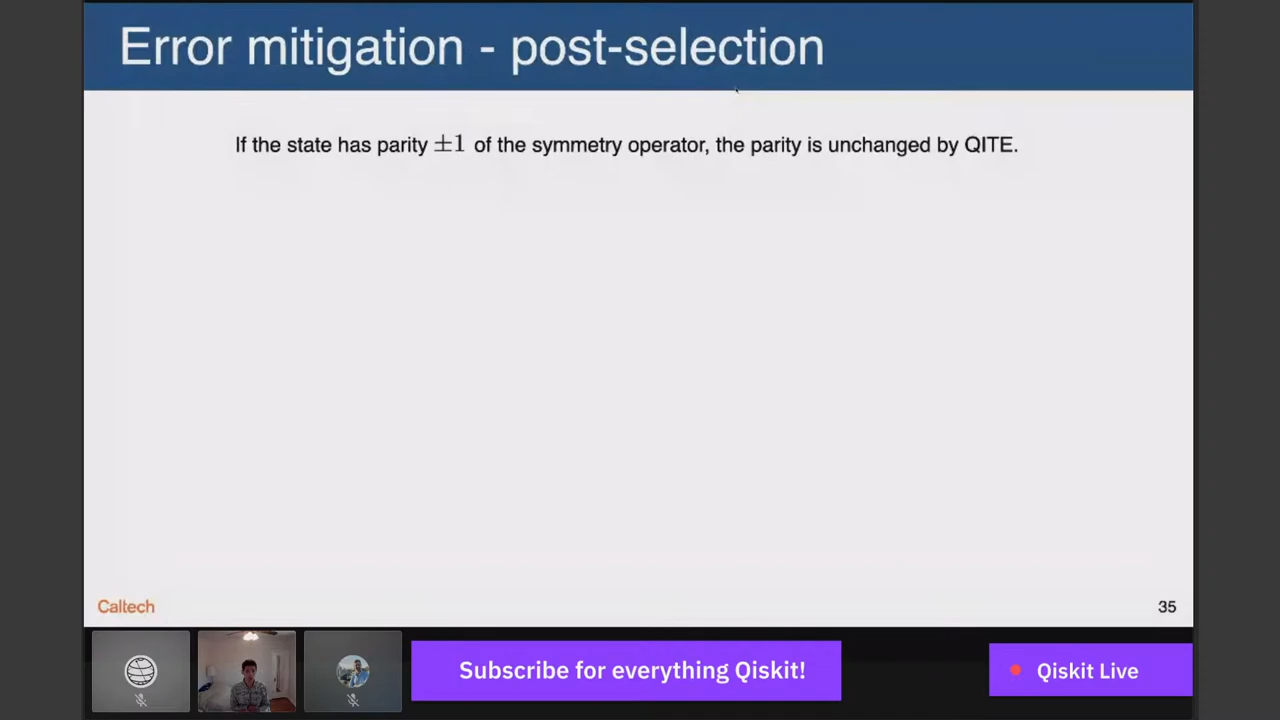 Error mitigation - post-selection
If the state has parity ±1 of the symmetry operator, the parity is unchanged by QITE.
Caltech
35
Subscribe for everything Qiskit!
Qiskit Live